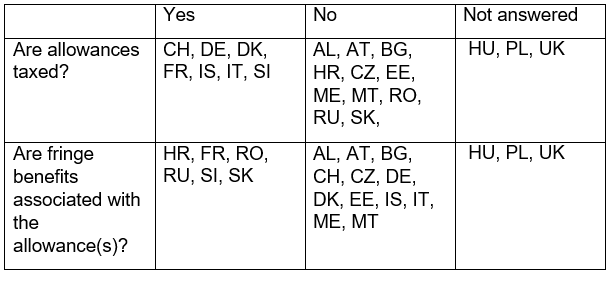 Yes No Not answered
Are allowances taxed?
CH, DE, DK,
FR, IS, IT, SI
AL, AT, BG,
HR, CZ, EE,
ME, MT, RO,
RU, SK,
HU, PL, UK
Are fringe
benefits
associated with
the
allowance(s)?
HR, FR, RO,
RU, SI, SK
AL, AT, BG,
CH, CZ, DE,
DK, EE, IS, IT,
ME, MT
HU, PL, UK